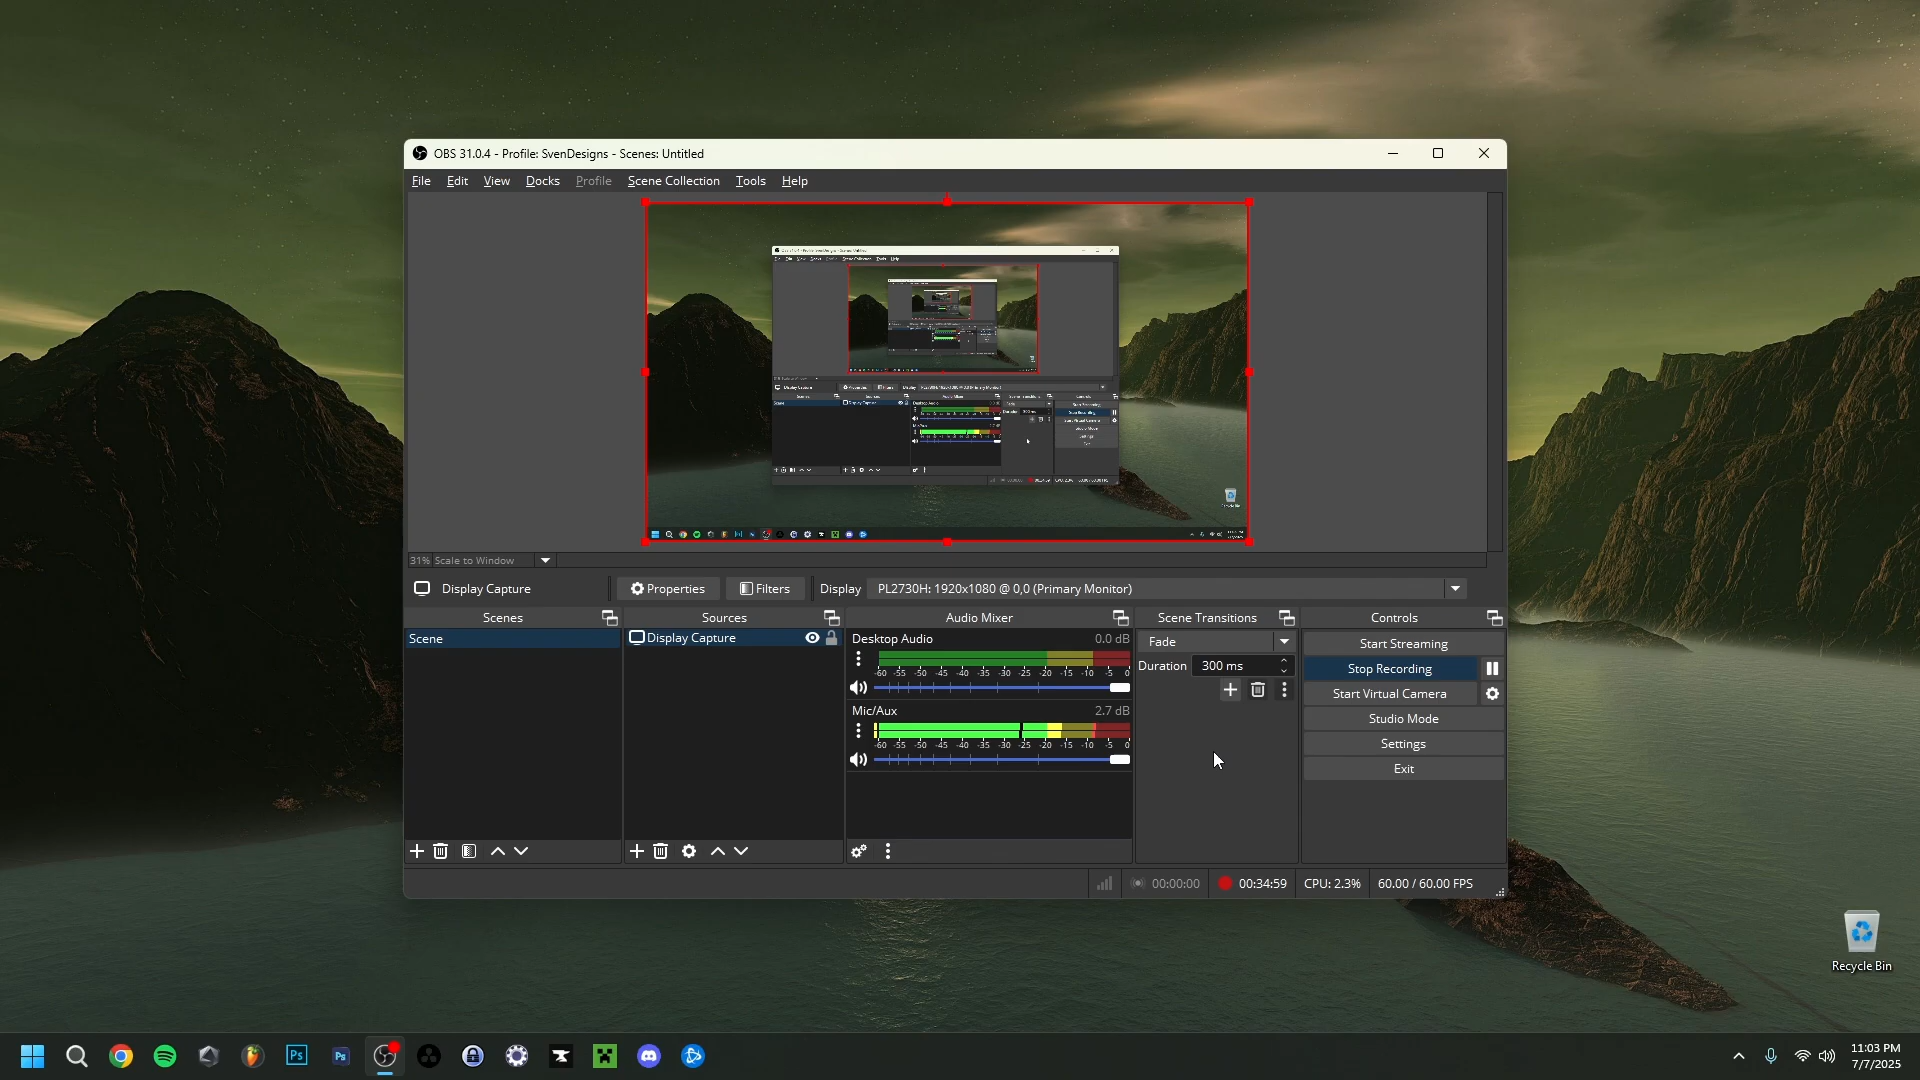 OBS 31.0.4 - Profile: SvenDesigns - Scenes: Untitled
File Edit View Docks Profile Scene Collection Tools Help
31% Scale to Window
Display Capture Properties Filters Display PL2730H: 1920x1080 @ 0,0 (Primary Monitor)
Scenes Sources Audio Mixer Scene Transitions Controls
Scene
Display Capture
Desktop Audio 0.0 dB
-60 -55 -50 -45 -40 -35 -30 -25 -20 -15 -10 -5 0
Mic/Aux 2.7 dB
-60 -55 -50 -45 -40 -35 -30 -25 -20 -15 -10 -5 0
Fade
Duration 300 ms
Start Streaming
Stop Recording
Start Virtual Camera
Studio Mode
Settings
Exit
00:00:00 00:34:59 CPU: 2.3% 60.00 / 60.00 FPS
Recycle Bin
Ps Ps
11:03 PM
7/7/2025